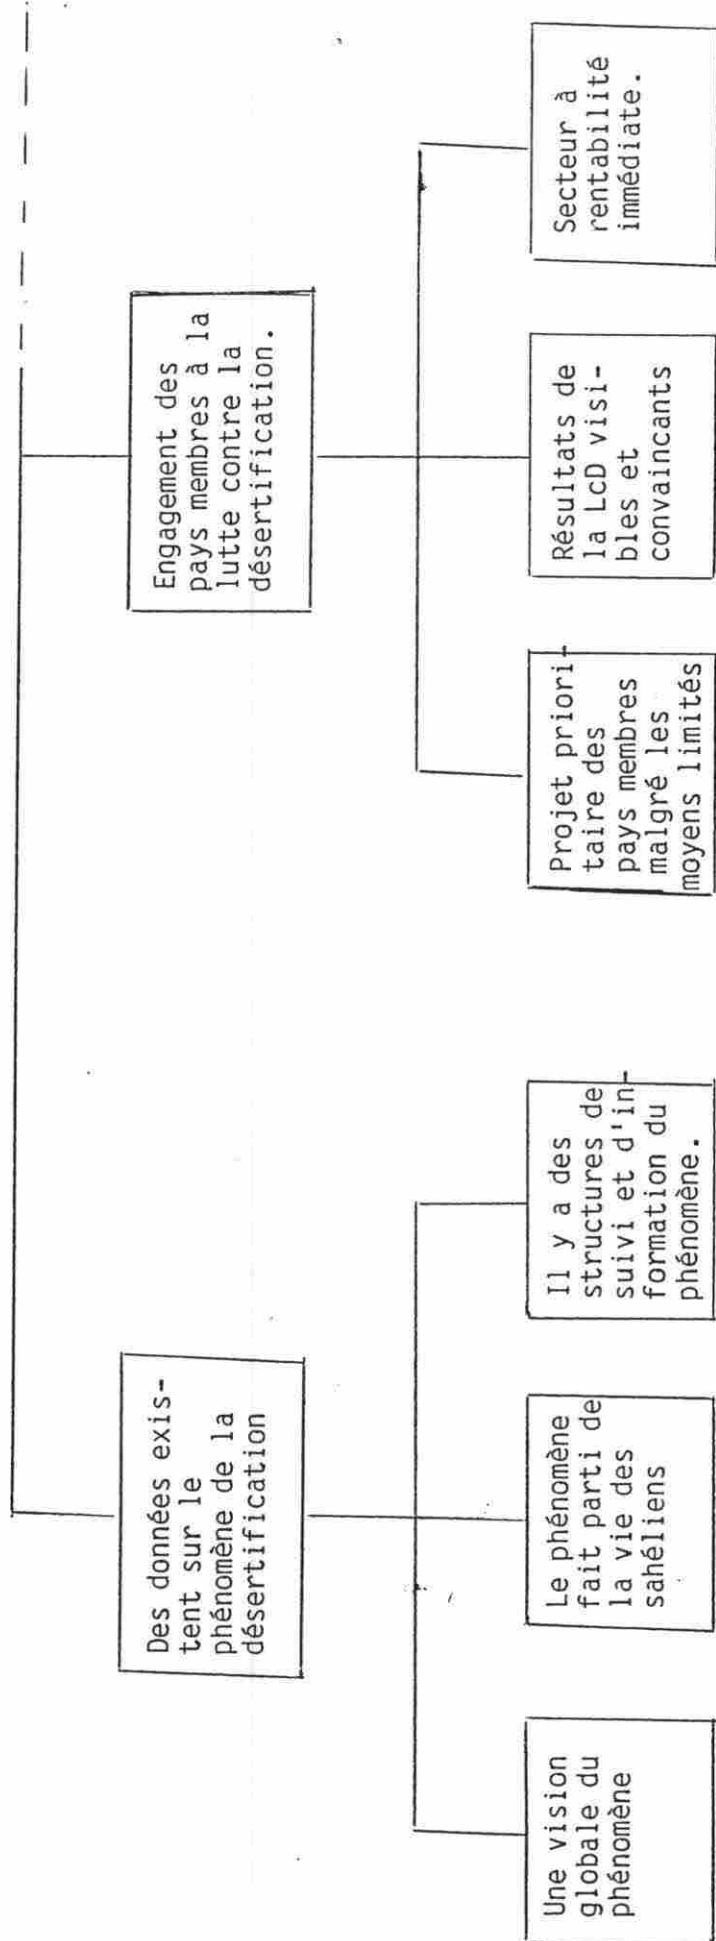 Des données exis-
tent sur le
phénomène de la
désertification
Engagement des
pays membres à la
lutte contre la
désertification.
Une vision
globale du
phénomène
Le phénomène
fait parti de
la vie des
sahéliens
Il y a des
structures de
suivi et d'in-
formation du
phénomène.
Projet priori-
taire des
pays membres
malgré les
moyens limités
Résultats de
la LcD visi-
bles et
convaincants
Secteur à
rentabilité
immédiate.